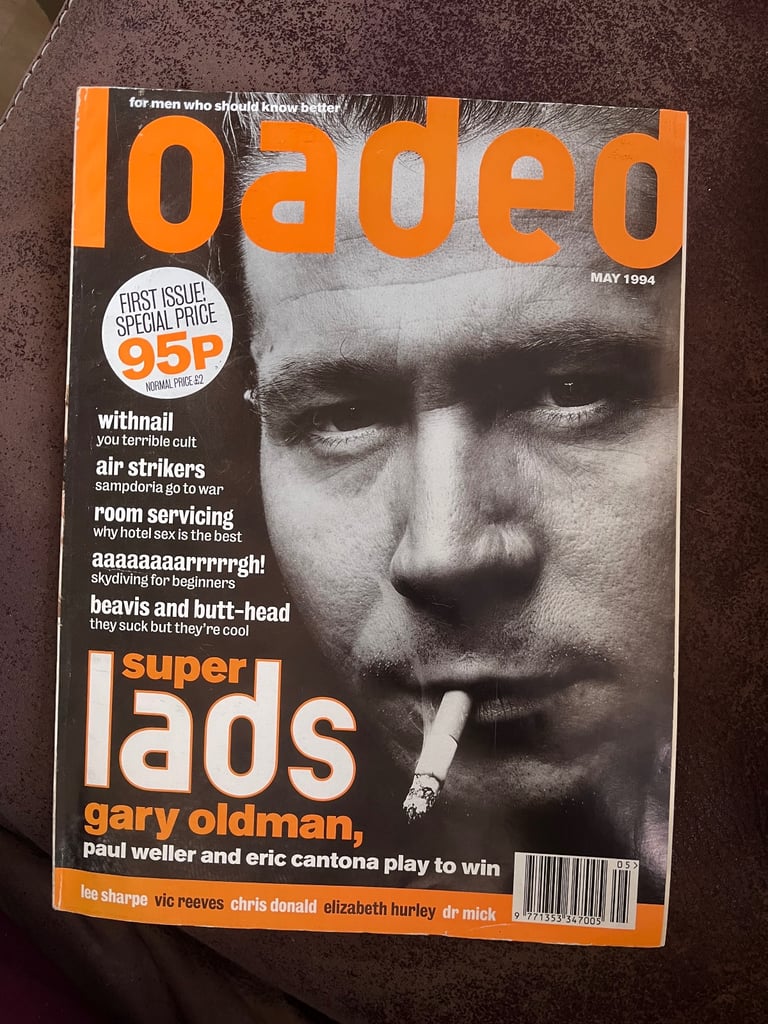 for men who should know better
loaded
MAY 1994
FIRST ISSUE!
SPECIAL PRICE
95P
NORMAL PRICE £2
withnail
you terrible cult
air strikers
sampdoria go to war
room servicing
why hotel sex is the best
aaaaaaaarrrrrgh!
skydiving for beginners
beavis and butt-head
they suck but they're cool
super
lads
gary oldman,
paul weller and eric cantona play to win
lee sharpe vic reeves chris donald elizabeth hurley dr mick
05>
9 771353 347005